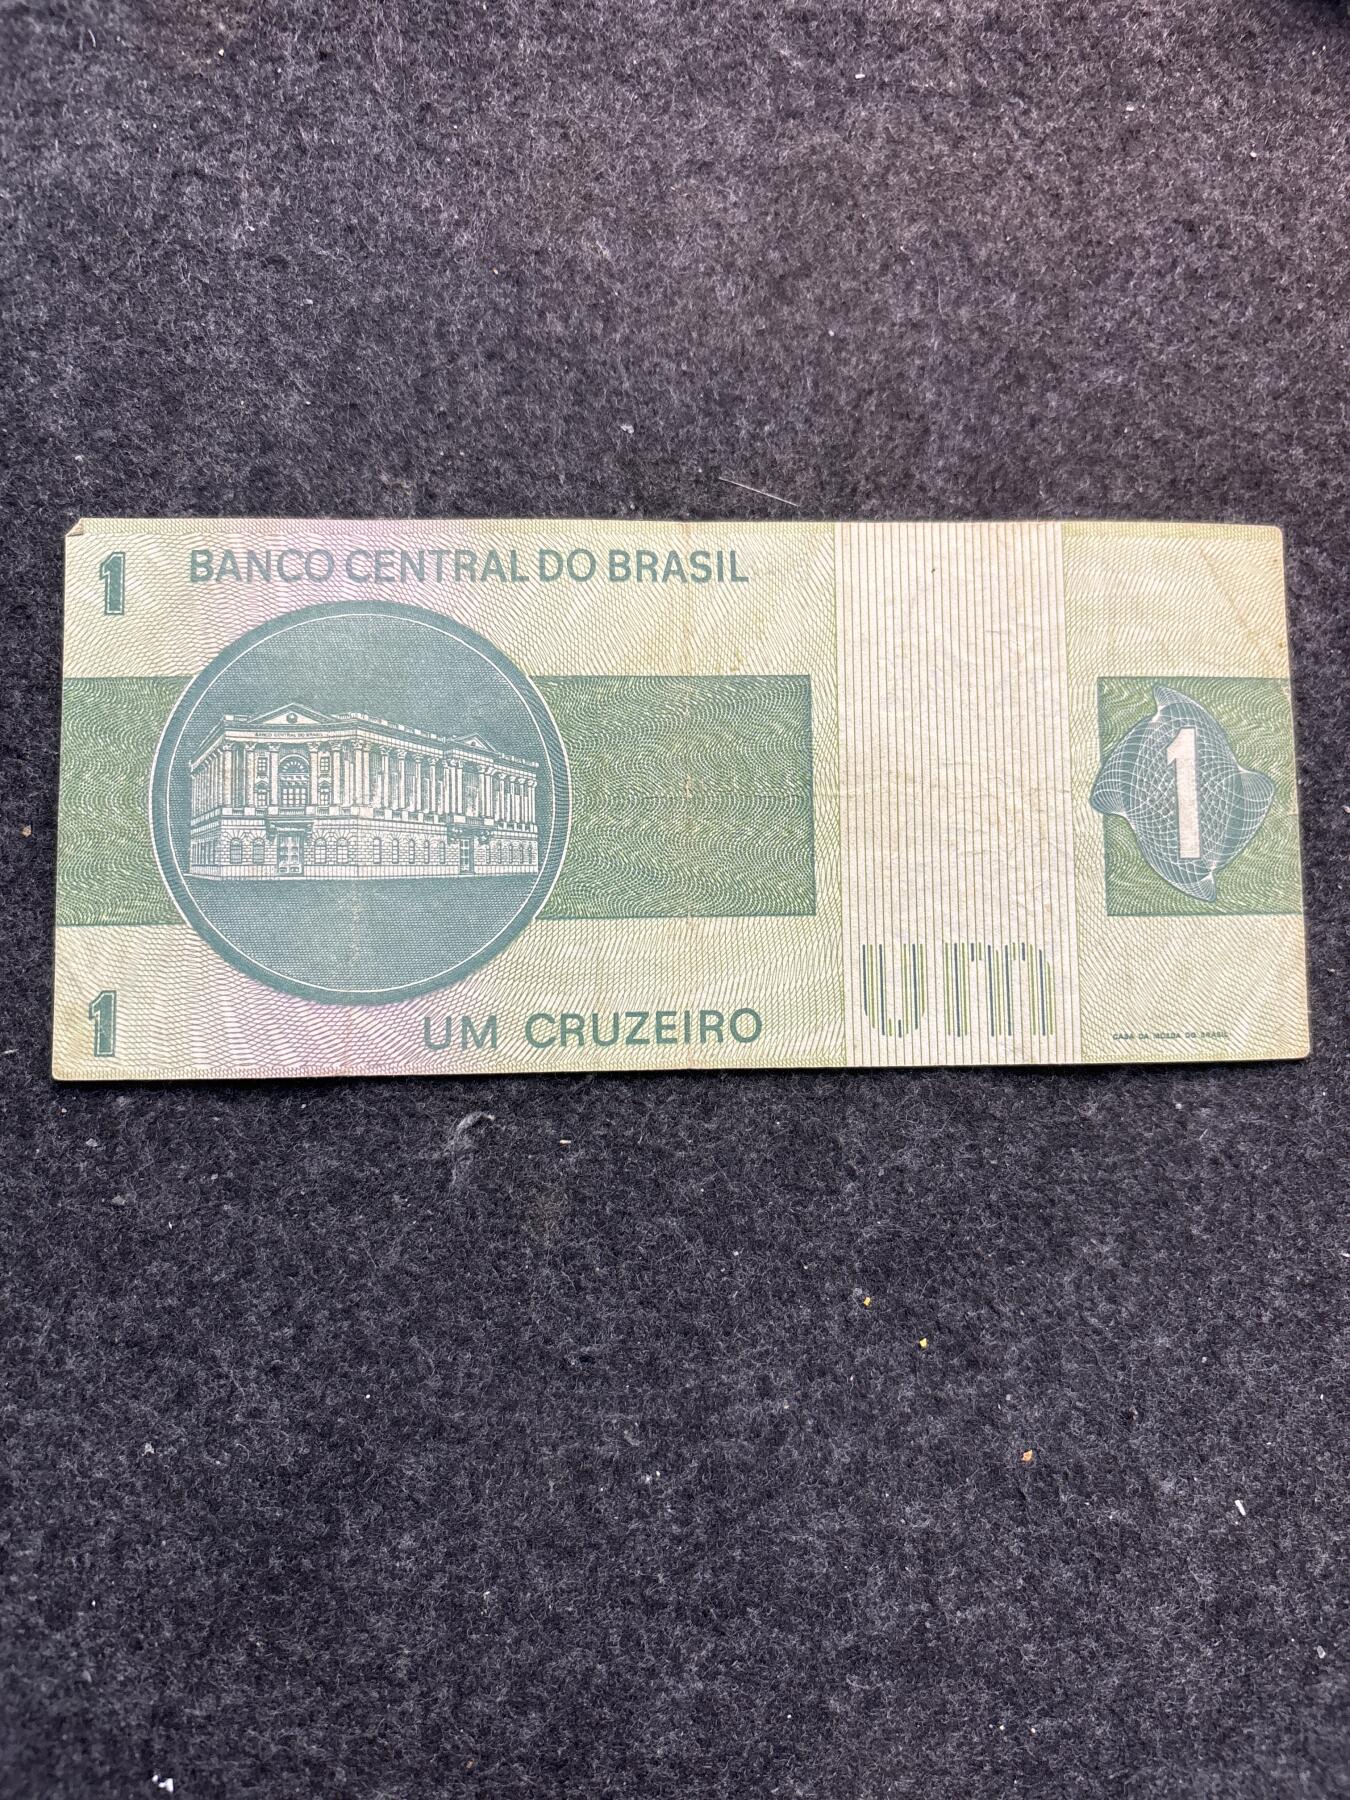 1
BANCO CENTRAL DO BRASIL
BANCO CENTRAL DO BRASIL
1
1
UM CRUZEIRO
um
CASA DA MOEDA DO BRASIL